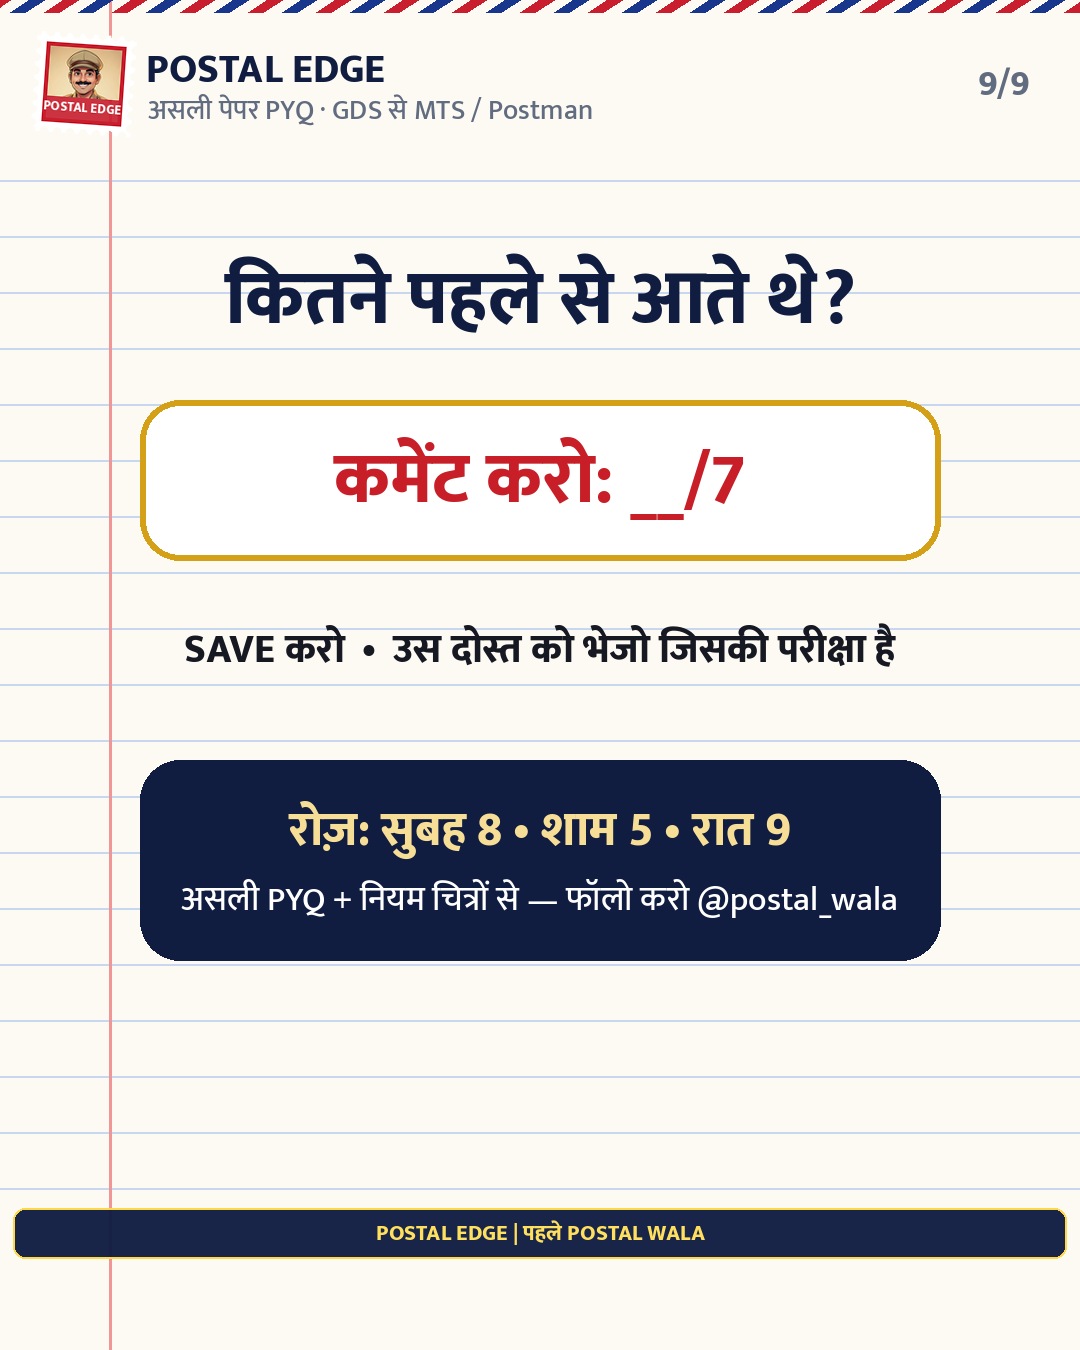 POSTAL EDGE
POSTAL EDGE
असली पेपर PYQ · GDS से MTS / Postman
9/9
कितने पहले से आते थे?
कमेंट करो: __/7
SAVE करो • उस दोस्त को भेजो जिसकी परीक्षा है
रोज़: सुबह 8 • शाम 5 • रात 9
असली PYQ + नियम चित्रों से — फॉलो करो @postal_wala
POSTAL EDGE | पहले POSTAL WALA